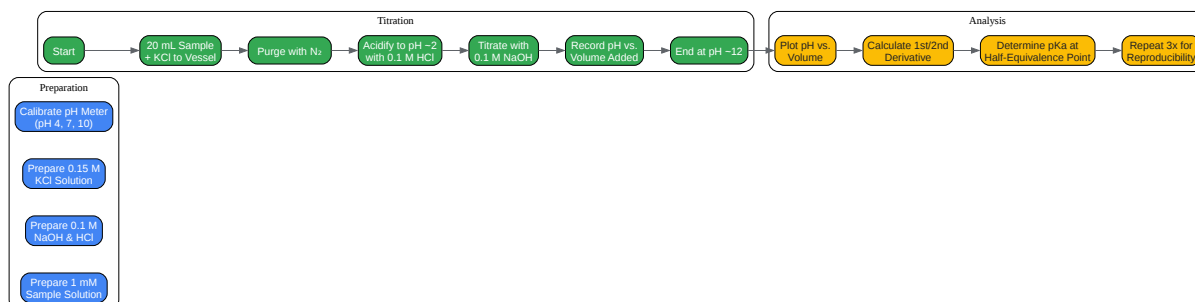 Titration
Start
20 mL Sample
+ KCl to Vessel
Purge with N₂
Acidify to pH ~2
with 0.1 M HCl
Titrate with
0.1 M NaOH
Record pH vs.
Volume Added
End at pH ~12
Analysis
Plot pH vs.
Volume
Calculate 1st/2nd
Derivative
Determine pKa at
Half-Equivalence Point
Repeat 3x for
Reproducibility
Preparation
Calibrate pH Meter
(pH 4, 7, 10)
Prepare 0.15 M
KCl Solution
Prepare 0.1 M
NaOH & HCl
Prepare 1 mM
Sample Solution